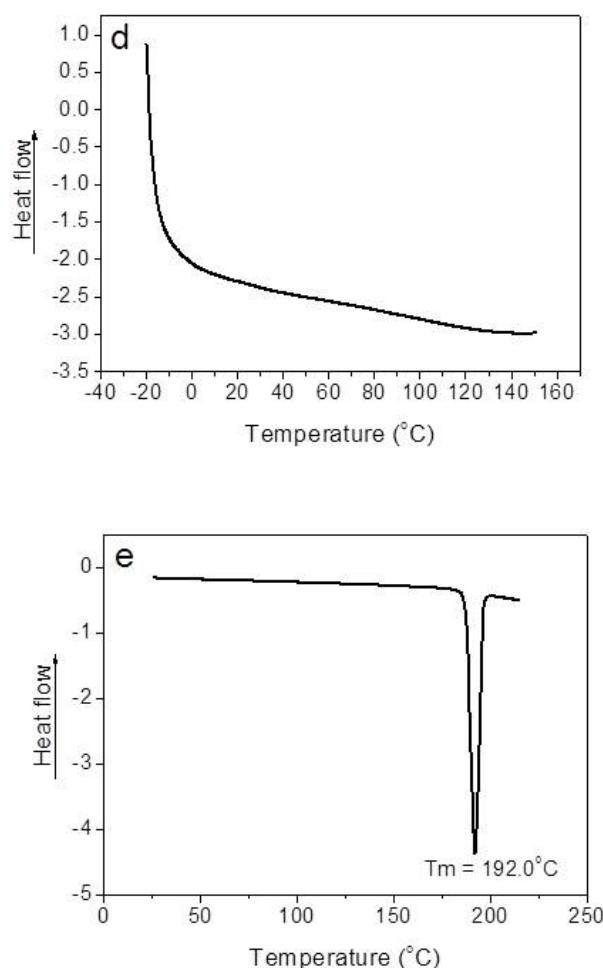 d
1.0
0.5
0.0
-0.5
-1.0
-1.5
-2.0
-2.5
-3.0
-3.5
Heat flow
-40 -20 0 20 40 60 80 100 120 140 160
Temperature (°C)
e
0
-1
-2
-3
-4
-5
Heat flow
Tm = 192.0°C
0 50 100 150 200 250
Temperature (°C)